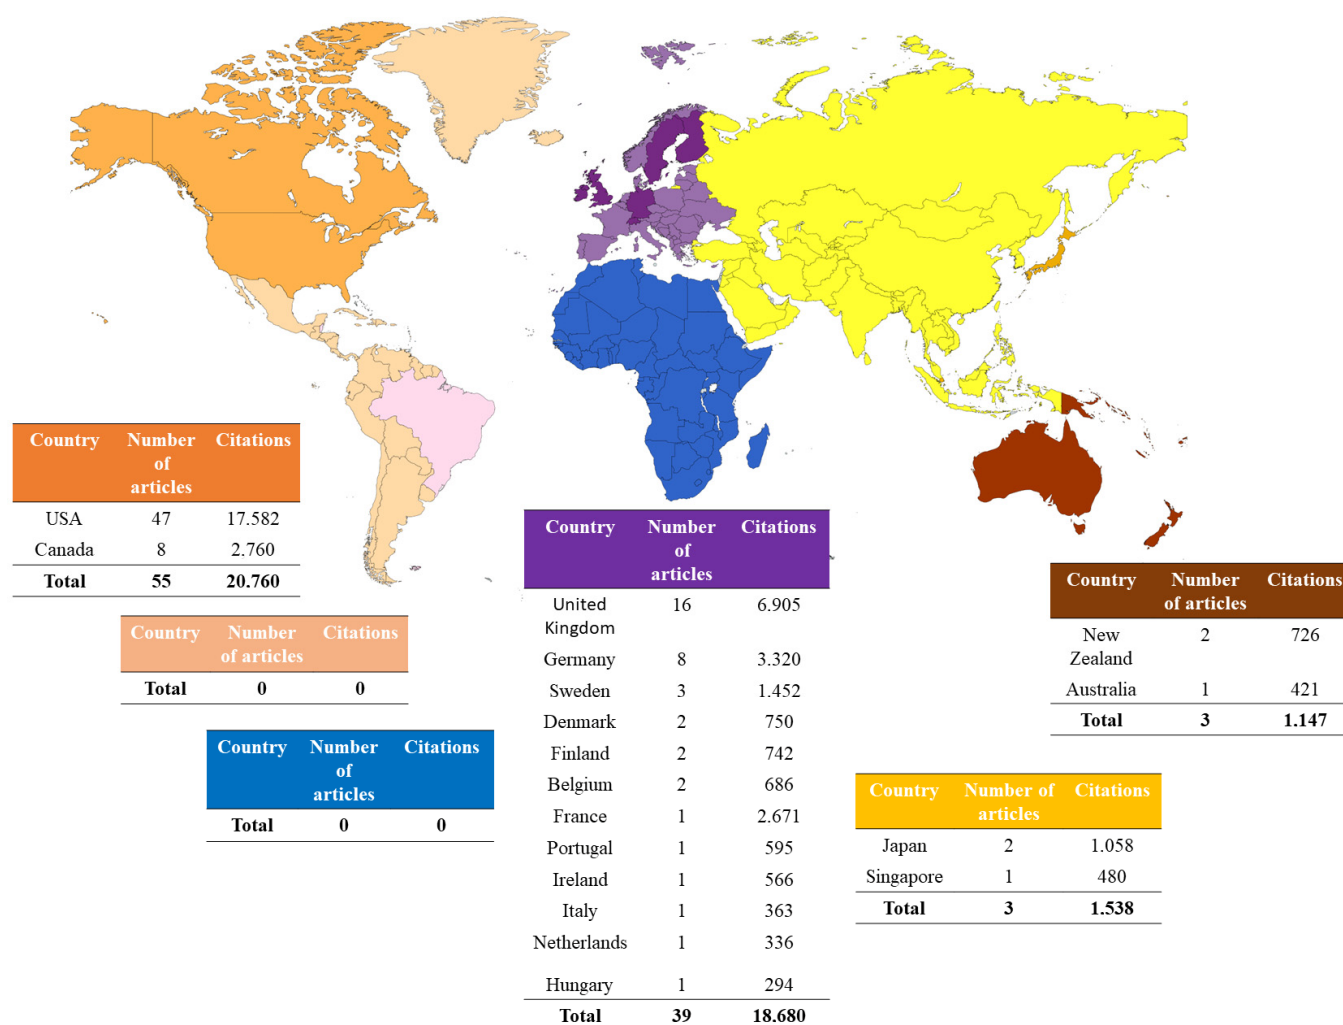 Country Number of articles Citations
USA 47 17.582
Canada 8 2.760
Total 55 20.760
Country Number of articles Citations
Total 0 0
Country Number of articles Citations
Total 0 0
Country Number of articles Citations
United Kingdom 16 6.905
Germany 8 3.320
Sweden 3 1.452
Denmark 2 750
Finland 2 742
Belgium 2 686
France 1 2.671
Portugal 1 595
Ireland 1 566
Italy 1 363
Netherlands 1 336
Hungary 1 294
Total 39 18.680
Country Number of articles Citations
New Zealand 2 726
Australia 1 421
Total 3 1.147
Country Number of articles Citations
Japan 2 1.058
Singapore 1 480
Total 3 1.538